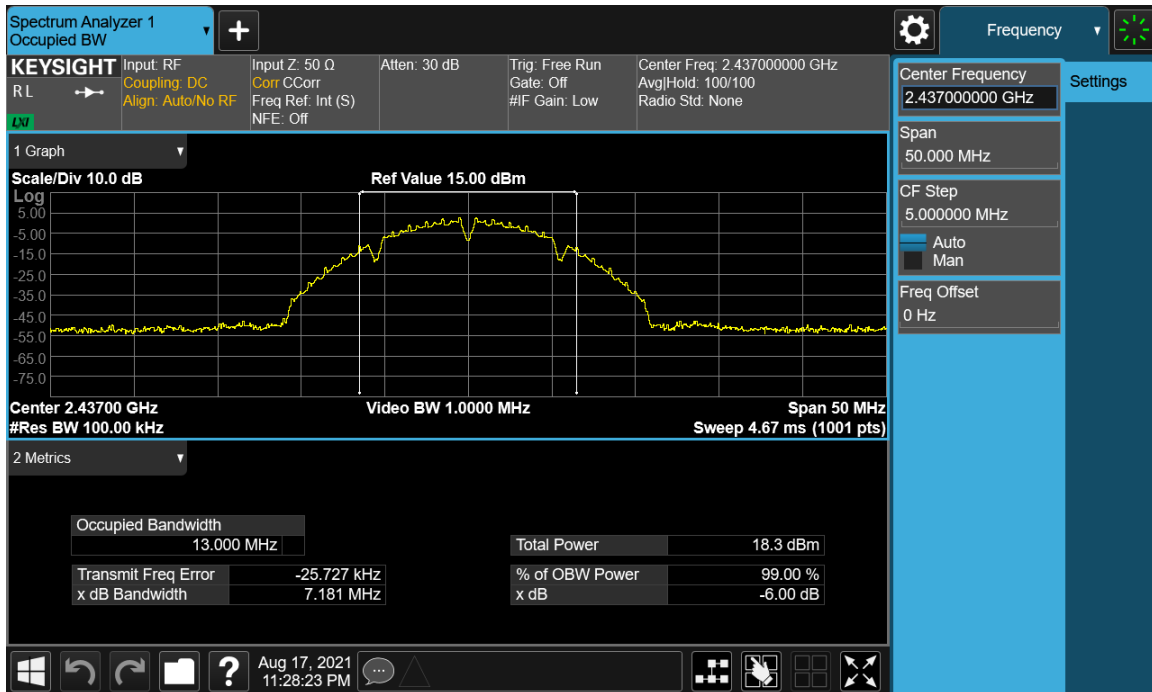 Spectrum Analyzer 1
Occupied BW
Frequency
KEYSIGHT
R L
LXI
Input: RF
Coupling: DC
Align: Auto/No RF
Input Z: 50 Ω
Corr CCorr
Freq Ref: Int (S)
NFE: Off
Atten: 30 dB
Trig: Free Run
Gate: Off
#IF Gain: Low
Center Freq: 2.437000000 GHz
Avg|Hold: 100/100
Radio Std: None
Center Frequency
2.437000000 GHz
Settings
Span
50.000 MHz
CF Step
5.000000 MHz
Auto
Man
Freq Offset
0 Hz
1 Graph
Scale/Div 10.0 dB
Ref Value 15.00 dBm
Log
5.00
-5.00
-15.0
-25.0
-35.0
-45.0
-55.0
-65.0
-75.0
Center 2.43700 GHz
Video BW 1.0000 MHz
Span 50 MHz
#Res BW 100.00 kHz
Sweep 4.67 ms (1001 pts)
2 Metrics
Occupied Bandwidth
13.000 MHz
Total Power 18.3 dBm
Transmit Freq Error -25.727 kHz
% of OBW Power 99.00 %
x dB Bandwidth 7.181 MHz
x dB -6.00 dB
?
Aug 17, 2021
11:28:23 PM